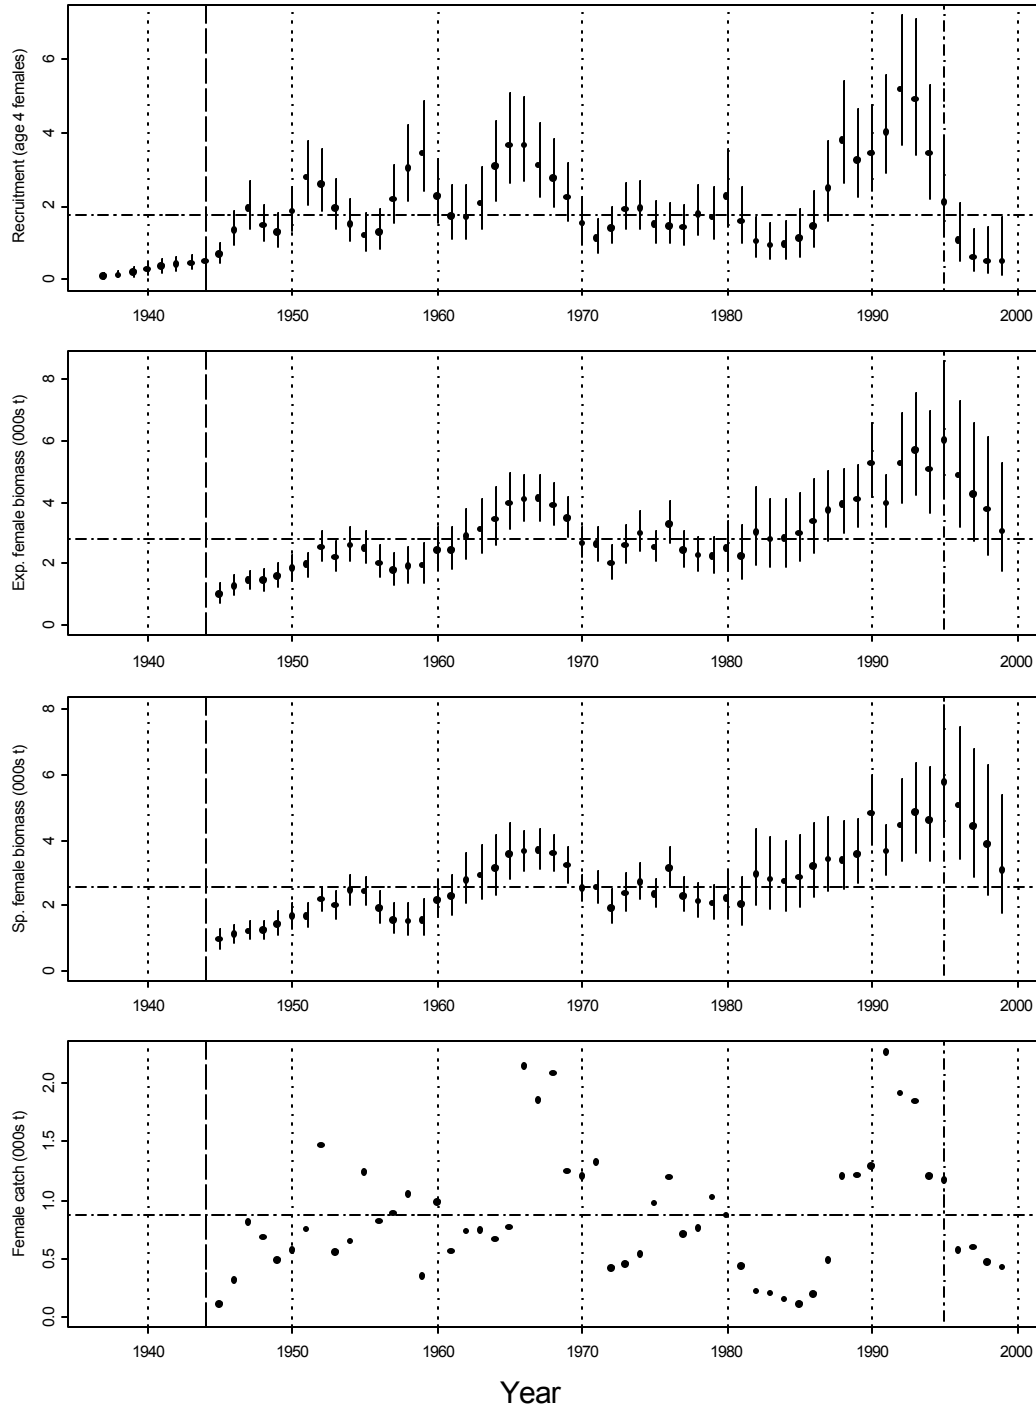 Recruitment (age 4 females)
6
4
2
0
1940 1950 1960 1970 1980 1990 2000
Exp. female biomass (000s t)
8
6
4
2
0
1940 1950 1960 1970 1980 1990 2000
Sp. female biomass (000s t)
8
6
4
2
0
1940 1950 1960 1970 1980 1990 2000
Female catch (000s t)
2.0
1.5
1.0
0.5
0.0
1940 1950 1960 1970 1980 1990 2000
Year